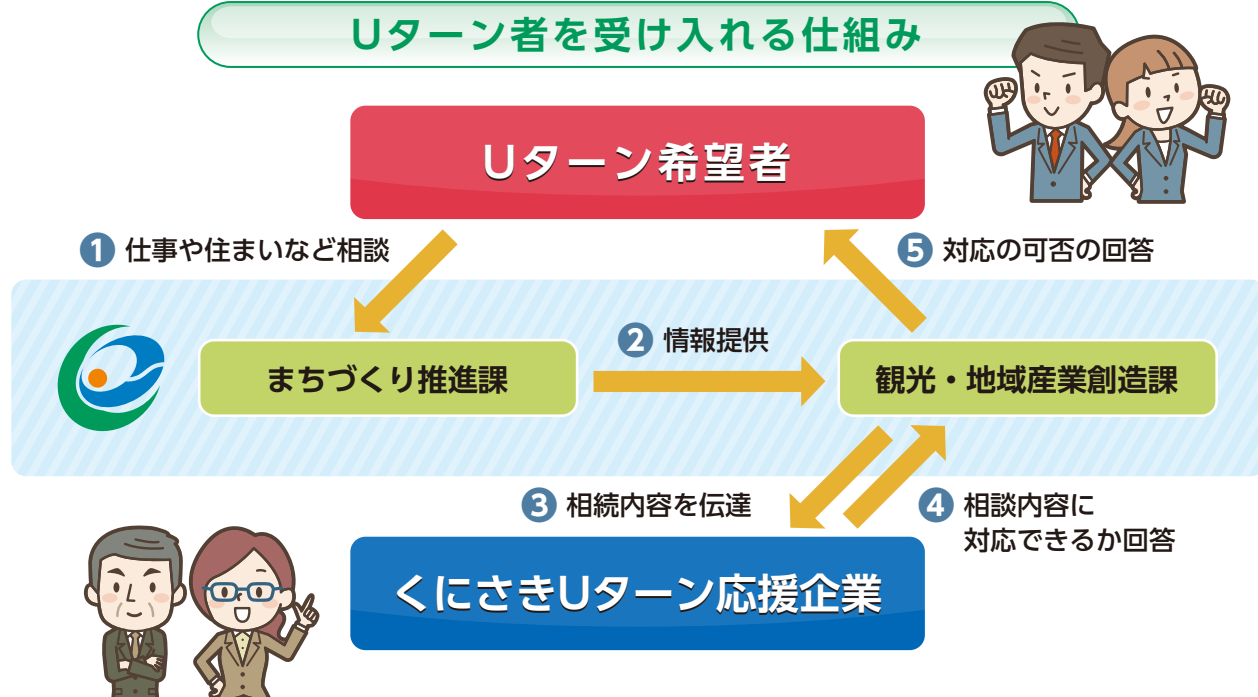 Uターン者を受け入れる仕組み
Uターン希望者
1 仕事や住まいなど相談
5 対応の可否の回答
2 情報提供
まちづくり推進課
観光・地域産業創造課
3 相続内容を伝達
4 相談内容に
対応できるか回答
くにさきUターン応援企業